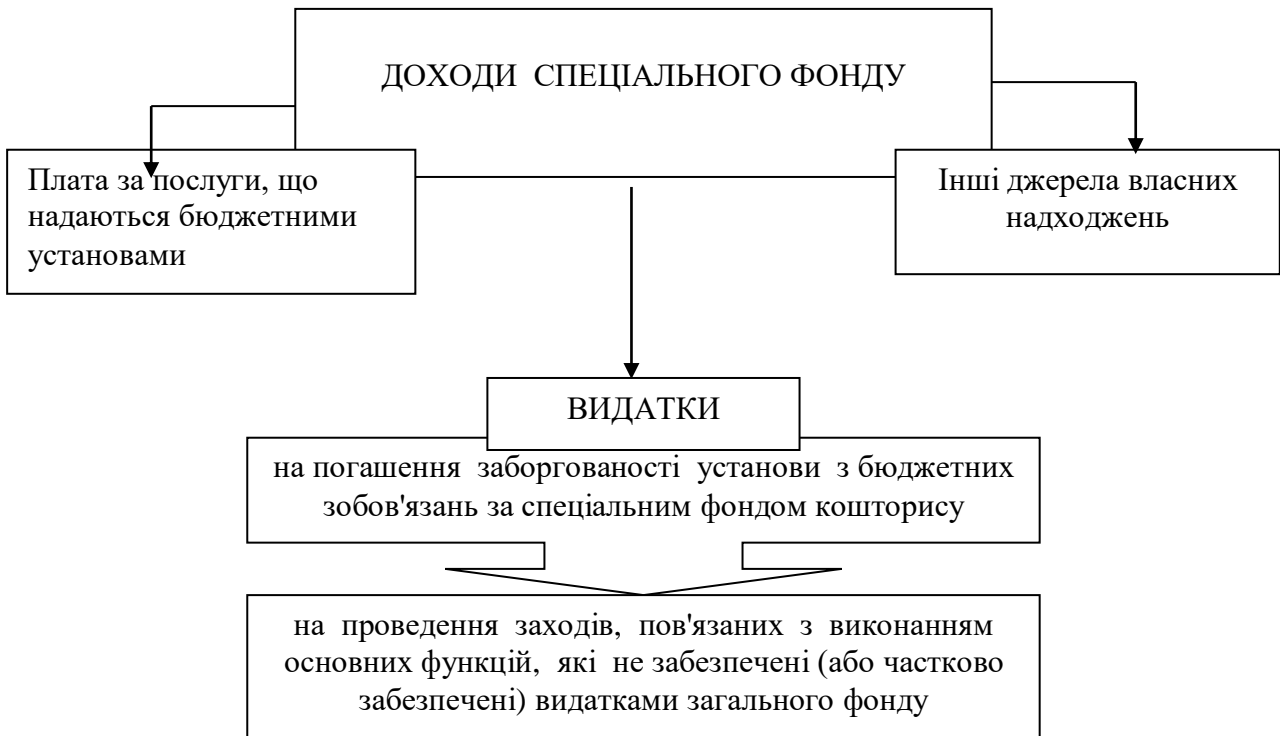 ДОХОДИ СПЕЦІАЛЬНОГО ФОНДУ
Плата за послуги, що
надаються бюджетними
установами
Інші джерела власних
надходжень
ВИДАТКИ
на погашення заборгованості установи з бюджетних
зобов'язань за спеціальним фондом кошторису
на проведення заходів, пов'язаних з виконанням
основних функцій, які не забезпечені (або частково
забезпечені) видатками загального фонду